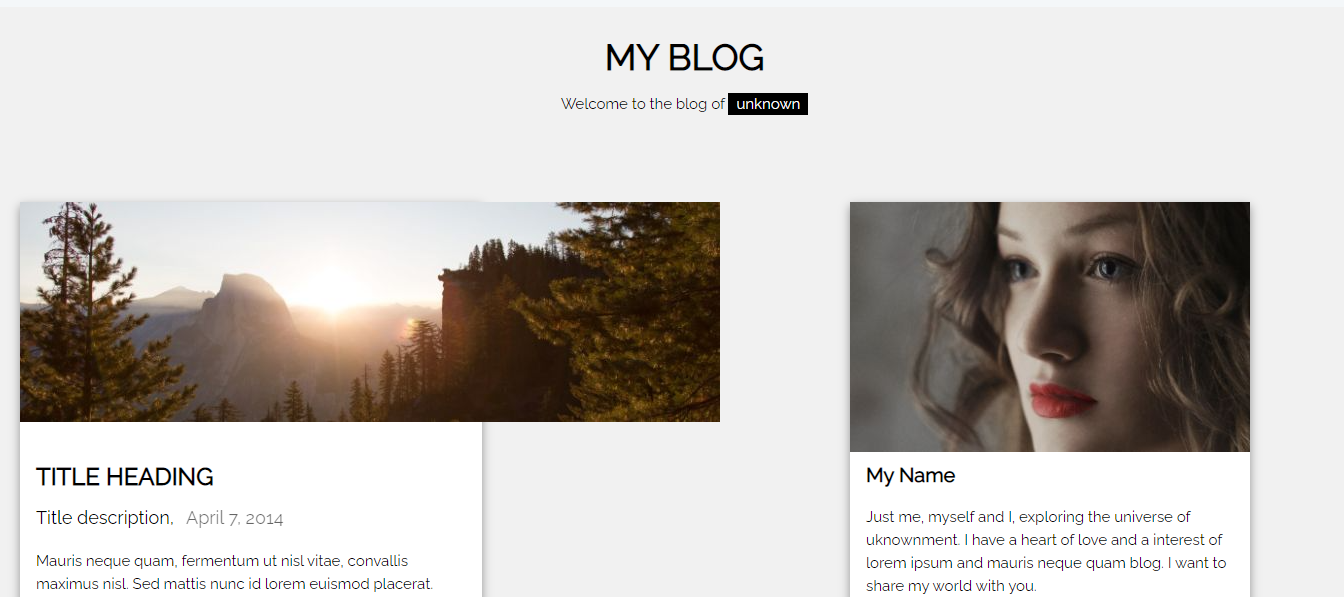 MY BLOG
Welcome to the blog of unknown
TITLE HEADING
Title description, April 7, 2014
Mauris neque quam, fermentum ut nisl vitae, convallis
maximus nisl. Sed mattis nunc id lorem euismod placerat.
My Name
Just me, myself and I, exploring the universe of
uknownment. I have a heart of love and a interest of
lorem ipsum and mauris neque quam blog. I want to
share my world with you.